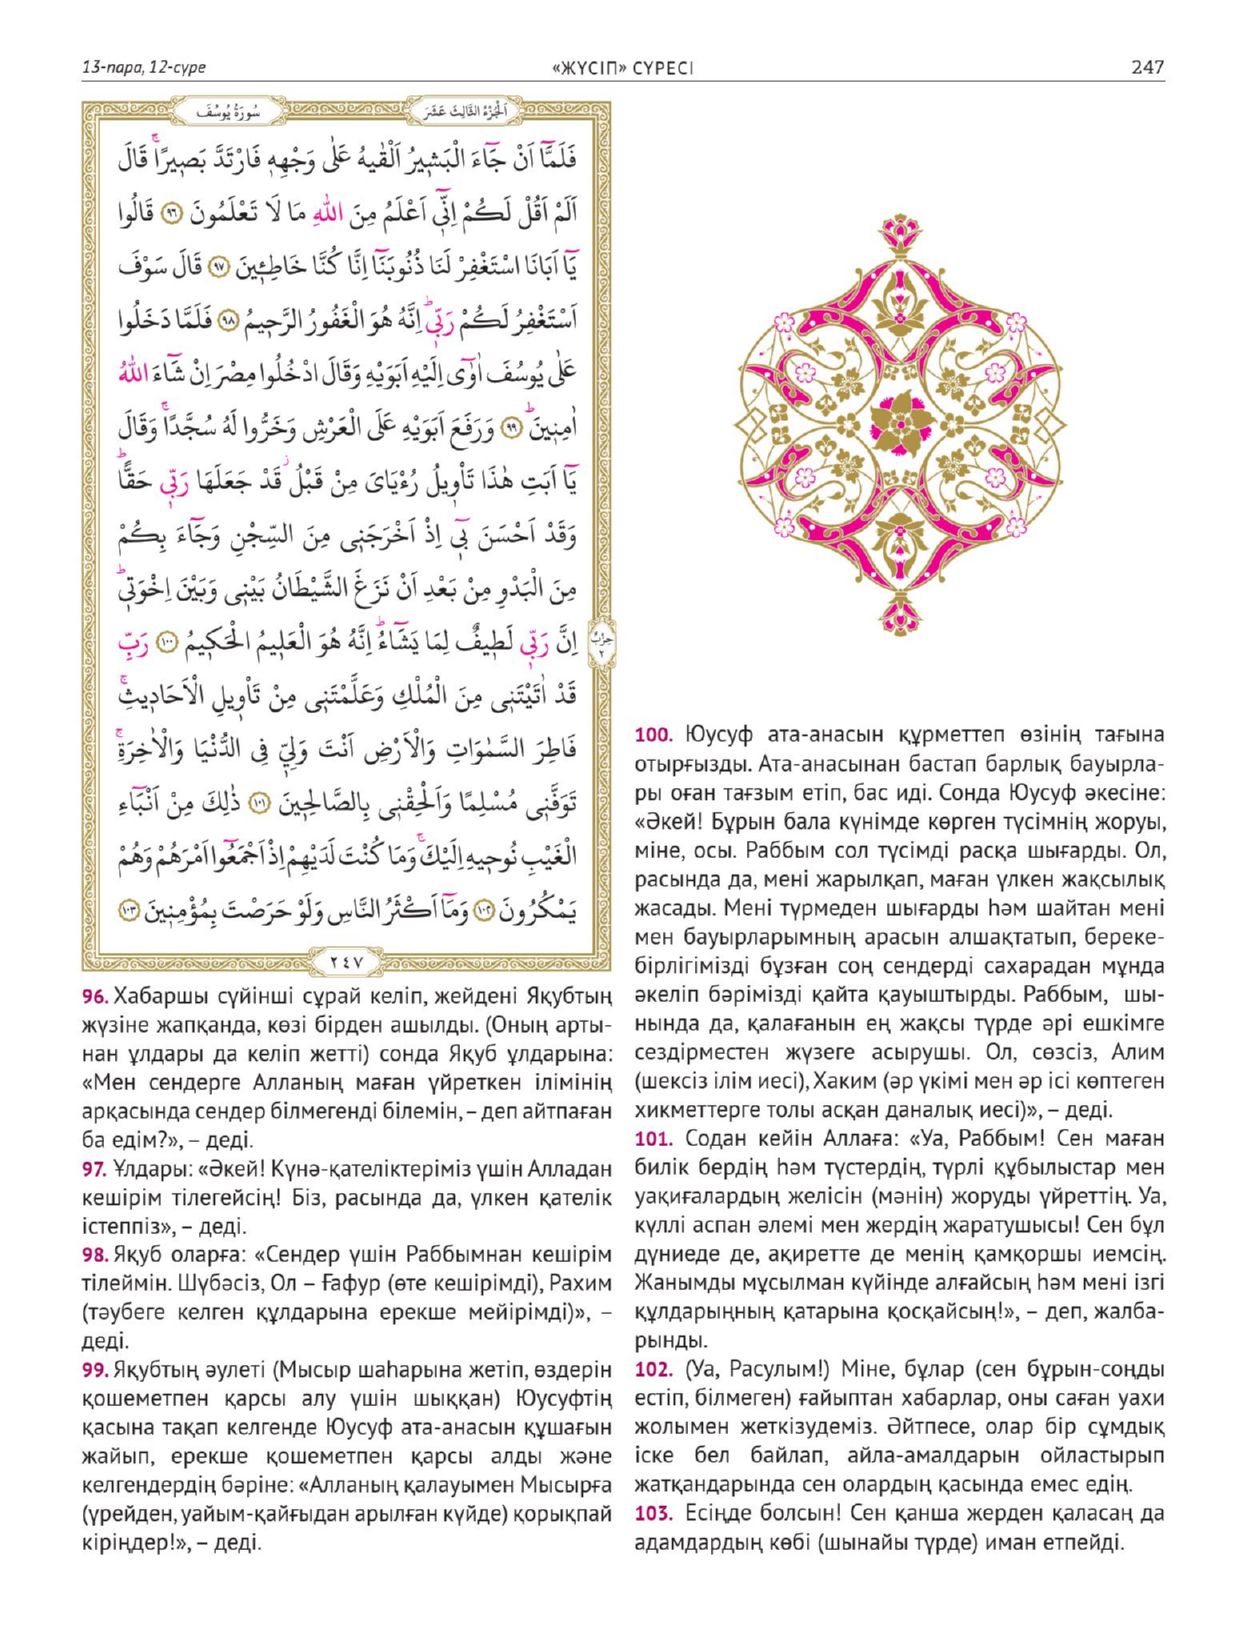 13-пара, 12-сүре
«ЖҮСІП» СҮРЕСІ
247
اَلْجُزْءُ الثَّالِثَ عَشَرَ
سُورَةُ يُوسُفَ
فَلَمَّٓا اَنْ جَٓاءَ الْبَش۪يرُ اَلْقٰيهُ عَلٰى وَجْهِه۪ فَارْتَدَّ بَص۪يرًاۚ قَالَ
اَلَمْ اَقُلْ لَكُمْ اِنّ۪ٓى اَعْلَمُ مِنَ اللّٰهِ مَا لَا تَعْلَمُونَ ﴿٩٦﴾ قَالُوا
يَٓا اَبَانَا اسْتَغْفِرْ لَنَا ذُنُوبَنَٓا اِنَّا كُنَّا خَاطِـ۪ٔينَ ﴿٩٧﴾ قَالَ سَوْفَ
اَسْتَغْفِرُ لَكُمْ رَبّ۪ىۜ اِنَّهُ هُوَ الْغَفُورُ الرَّح۪يمُ ﴿٩٨﴾ فَلَمَّا دَخَلُوا
عَلٰى يُوسُفَ اٰوٰٓى اِلَيْهِ اَبَوَيْهِ وَقَالَ ادْخُلُوا مِصْرَ اِنْ شَٓاءَ اللّٰهُ
اٰمِن۪ينَۜ ﴿٩٩﴾ وَرَفَعَ اَبَوَيْهِ عَلَى الْعَرْشِ وَخَرُّوا لَهُ سُجَّدًاۚ وَقَالَ
يَٓا اَبَتِ هٰذَا تَأْو۪يلُ رُءْيَاىَ مِنْ قَبْلُۘ قَدْ جَعَلَهَا رَبّ۪ى حَقًّاۜ
وَقَدْ اَحْسَنَ ب۪ٓى اِذْ اَخْرَجَن۪ى مِنَ السِّجْنِ وَجَٓاءَ بِكُمْ
مِنَ الْبَدْوِ مِنْ بَعْدِ اَنْ نَزَغَ الشَّيْطَانُ بَيْن۪ى وَبَيْنَ اِخْوَت۪ىۜ
اِنَّ رَبّ۪ى لَط۪يفٌ لِمَا يَشَٓاءُۜ اِنَّهُ هُوَ الْعَل۪يمُ الْحَك۪يمُ ﴿١٠٠﴾ رَبِّ
حِزْبٌ ٢
قَدْ اٰتَيْتَن۪ى مِنَ الْمُلْكِ وَعَلَّمْتَن۪ى مِنْ تَأْو۪يلِ الْاَحَاد۪يثِۚ
فَاطِرَ السَّمٰوَاتِ وَالْاَرْضِ اَنْتَ وَلِيّ۪ فِى الدُّنْيَا وَالْاٰخِرَةِۚ
تَوَفَّن۪ى مُسْلِمًا وَاَلْحِقْن۪ى بِالصَّالِح۪ينَ ﴿١٠١﴾ ذٰلِكَ مِنْ اَنْبَٓاءِ
الْغَيْبِ نُوح۪يهِ اِلَيْكَۚ وَمَا كُنْتَ لَدَيْهِمْ اِذْ اَجْمَعُٓوا اَمْرَهُمْ وَهُمْ
يَمْكُرُونَ ﴿١٠٢﴾ وَمَٓا اَكْثَرُ النَّاسِ وَلَوْ حَرَصْتَ بِمُؤْمِن۪ينَ ﴿١٠٣﴾
٢٤٧
96. Хабаршы сүйінші сұрай келіп, жейдені Яқубтың
жүзіне жапқанда, көзі бірден ашылды. (Оның арты-
нан ұлдары да келіп жетті) сонда Яқуб ұлдарына:
«Мен сендерге Алланың маған үйреткен ілімінің
арқасында сендер білмегенді білемін, – деп айтпаған
ба едім?», – деді.
97. Ұлдары: «Әкей! Күнә-қателіктеріміз үшін Алладан
кешірім тілегейсің! Біз, расында да, үлкен қателік
істеппіз», – деді.
98. Яқуб оларға: «Сендер үшін Раббымнан кешірім
тілеймін. Шүбәсіз, Ол – Ғафур (өте кешірімді), Рахим
(тәубеге келген құлдарына ерекше мейірімді)», –
деді.
99. Яқубтың әулеті (Мысыр шаһарына жетіп, өздерін
қошеметпен қарсы алу үшін шыққан) Юусуфтің
қасына тақап келгенде Юусуф ата-анасын құшағын
жайып, ерекше қошеметпен қарсы алды және
келгендердің бәріне: «Алланың қалауымен Мысырға
(үрейден, уайым-қайғыдан арылған күйде) қорықпай
кіріңдер!», – деді.
100. Юусуф ата-анасын құрметтеп өзінің тағына
отырғызды. Ата-анасынан бастап барлық бауырла-
ры оған тағзым етіп, бас иді. Сонда Юусуф әкесіне:
«Әкей! Бұрын бала күнімде көрген түсімнің жоруы,
міне, осы. Раббым сол түсімді расқа шығарды. Ол,
расында да, мені жарылқап, маған үлкен жақсылық
жасады. Мені түрмеден шығарды һәм шайтан мені
мен бауырларымның арасын алшақтатып, береке-
бірлігімізді бұзған соң сендерді сахарадан мұнда
әкеліп бәрімізді қайта қауыштырды. Раббым, шы-
нында да, қалағанын ең жақсы түрде әрі ешкімге
сездірместен жүзеге асырушы. Ол, сөзсіз, Алим
(шексіз ілім иесі), Хаким (әр үкімі мен әр ісі көптеген
хикметтерге толы асқан даналық иесі)», – деді.
101. Содан кейін Аллаға: «Уа, Раббым! Сен маған
билік бердің һәм түстердің, түрлі құбылыстар мен
уақиғалардың желісін (мәнін) жоруды үйреттің. Уа,
күллі аспан әлемі мен жердің жаратушысы! Сен бұл
дүниеде де, ақиретте де менің қамқоршы иемсің.
Жанымды мұсылман күйінде алғайсың һәм мені ізгі
құлдарыңның қатарына қосқайсың!», – деп, жалба-
рынды.
102. (Уа, Расулым!) Міне, бұлар (сен бұрын-соңды
естіп, білмеген) ғайыптан хабарлар, оны саған уахи
жолымен жеткізудеміз. Әйтпесе, олар бір сұмдық
іске бел байлап, айла-амалдарын ойластырып
жатқандарында сен олардың қасында емес едің.
103. Есіңде болсын! Сен қанша жерден қаласаң да
адамдардың көбі (шынайы түрде) иман етпейді.